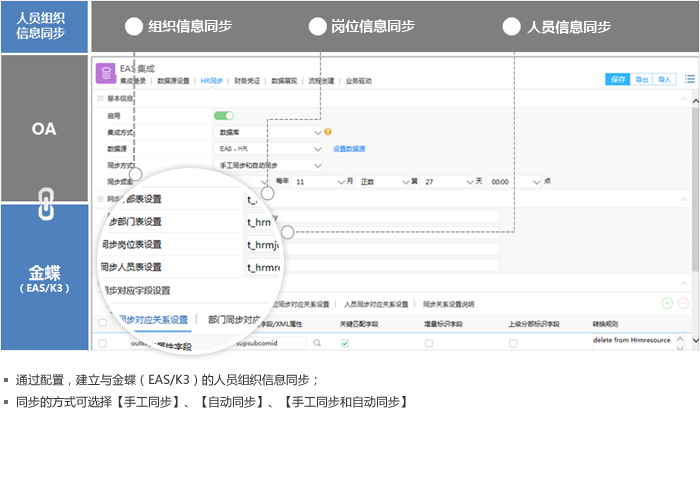 人员组织
信息同步
组织信息同步
岗位信息同步
人员信息同步
OA
金蝶
（EAS/K3）
EAS集成
集成登录 | 数据源设置 | HR同步 | 财务凭证 | 数据展现 | 流程创建 | 业务驱动
保存 导出 导入
基本信息
启用
集成方式 数据库
数据源 EAS - HR 设置数据源
同步方式 手工同步和自动同步
同步频率 每年 11 月 正数 第 27 天 00:00 点
部表设置 t_
步部门表设置 t_hrm
同步岗位表设置 t_hrmj
同步人员表设置 t_hrmre
同步对应字段设置
同步对应关系设置 | 部门同步对应
同步对应关系设置 | 人员同步对应关系设置 | 同步关系设置说明
字段/XML属性 关键匹配字段 增量标识字段 上级分部标识字段 转换规则
outk 属性字段 supsubcomid delete from Hrmresource
通过配置，建立与金蝶（EAS/K3）的人员组织信息同步；
同步的方式可选择【手工同步】、【自动同步】、【手工同步和自动同步】